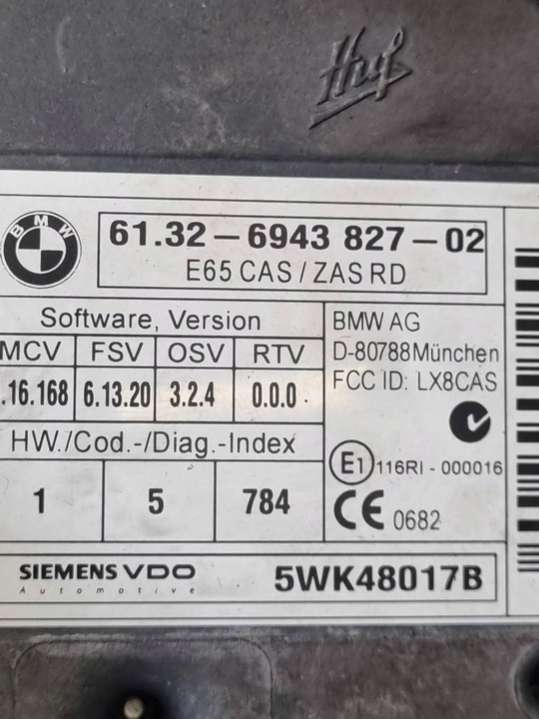 Huf
BMW
61.32-6943 827-02
E65 CAS/ZAS RD
Software, Version
MCV FSV OSV RTV
.16.168 6.13.20 3.2.4 0.0.0
HW./Cod.-/Diag.-Index
1 5 784
BMW AG
D-80788 München
FCC ID: LX8CAS
E1 116RI-000016
CE 0682
SIEMENS VDO
Automotive
5WK48017B